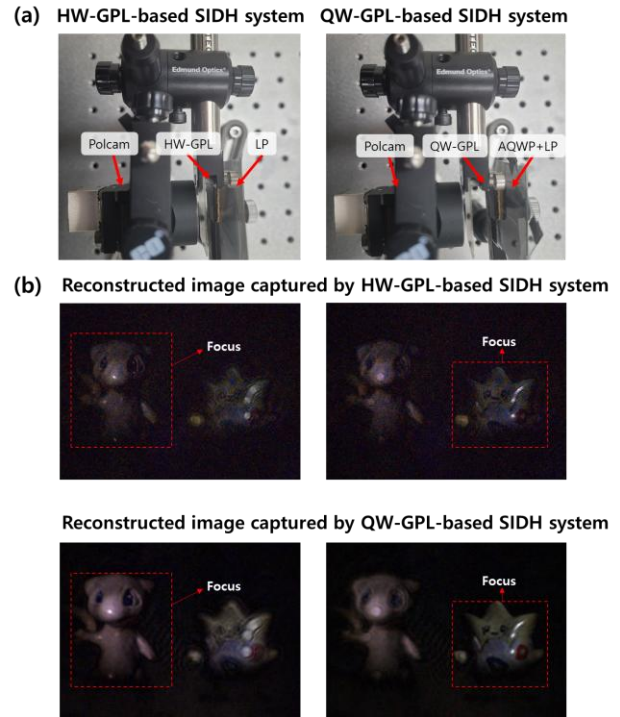 (a) HW-GPL-based SIDH system QW-GPL-based SIDH system
Edmund Optics® Edmund Optics®
Polcam HW-GPL LP Polcam QW-GPL AQWP+LP
(b) Reconstructed image captured by HW-GPL-based SIDH system
Focus Focus
Reconstructed image captured by QW-GPL-based SIDH system
Focus Focus